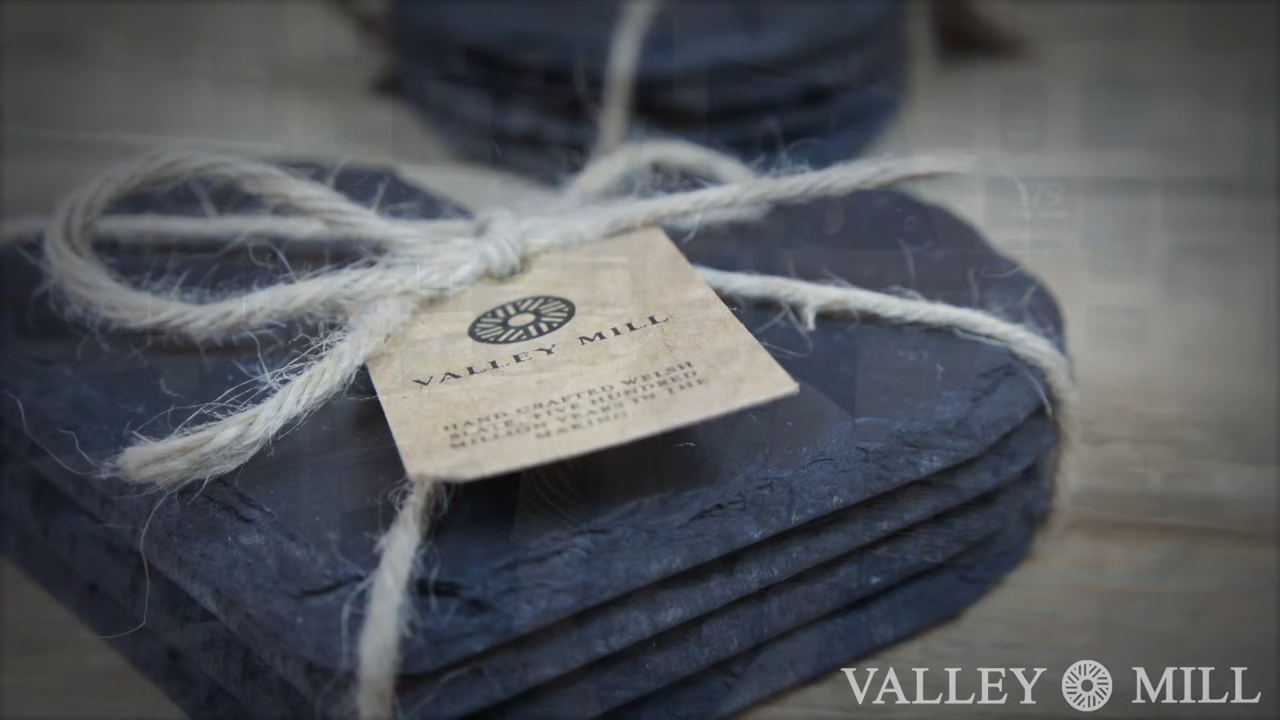 VALLEY MILL
HAND CRAFTED WELSH
SLATE. FIVE HUNDRED
MILLION YEARS IN THE
MAKING
VALLEY MILL